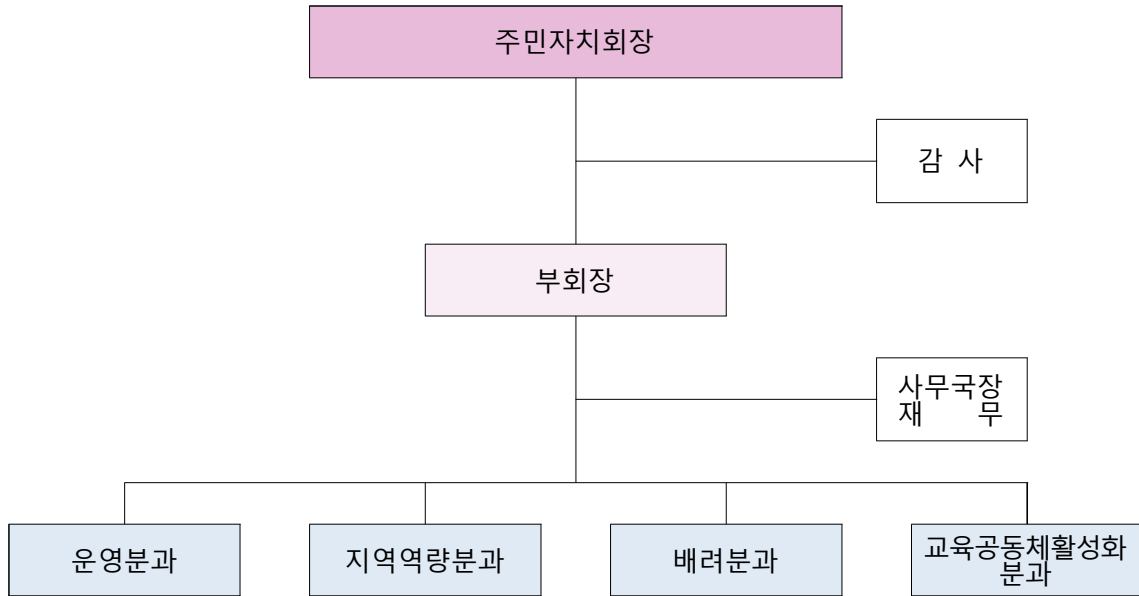 주민자치회장
감 사
부회장
사무국장
재 무
운영분과
지역역량분과
배려분과
교육공동체활성화
분과